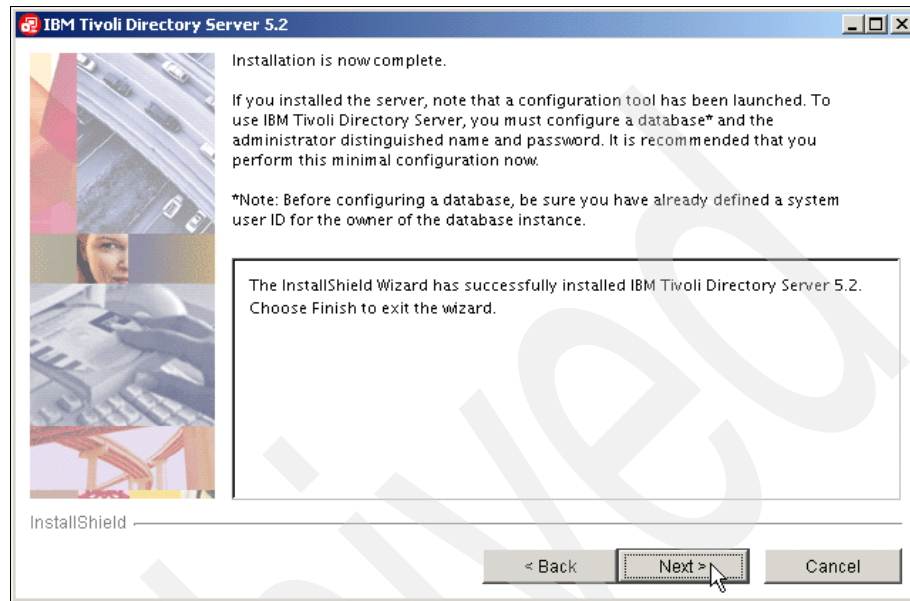 IBM Tivoli Directory Server 5.2
Installation is now complete.
If you installed the server, note that a configuration tool has been launched. To
use IBM Tivoli Directory Server, you must configure a database* and the
administrator distinguished name and password. It is recommended that you
perform this minimal configuration now.
*Note: Before configuring a database, be sure you have already defined a system
user ID for the owner of the database instance.
The InstallShield Wizard has successfully installed IBM Tivoli Directory Server 5.2.
Choose Finish to exit the wizard.
InstallShield
< Back
Next >
Cancel